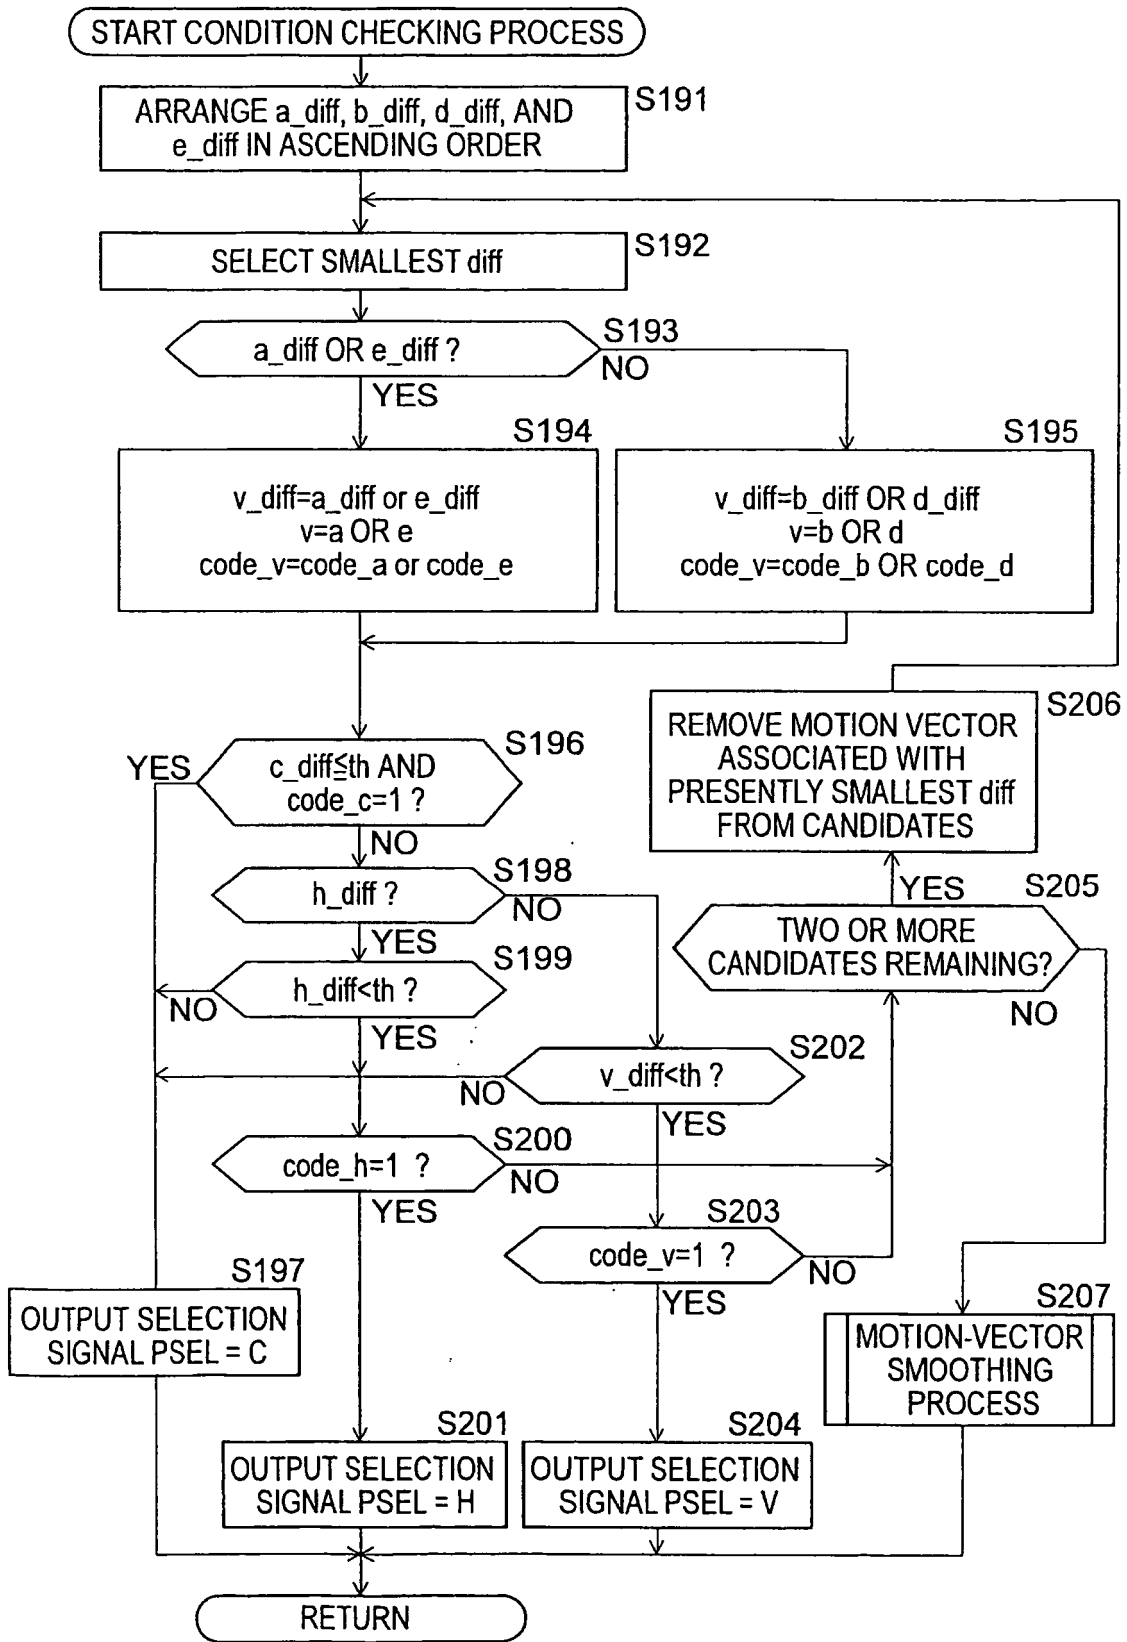 START CONDITION CHECKING PROCESS
S191
ARRANGE a_diff, b_diff, d_diff, AND
e_diff IN ASCENDING ORDER
S192
SELECT SMALLEST diff
S193
a_diff OR e_diff ?
NO
YES
S194
v_diff=a_diff or e_diff
v=a OR e
code_v=code_a or code_e
S195
v_diff=b_diff OR d_diff
v=b OR d
code_v=code_b OR code_d
S196
YES
c_diff≦th AND
code_c=1 ?
NO
S206
REMOVE MOTION VECTOR
ASSOCIATED WITH
PRESENTLY SMALLEST diff
FROM CANDIDATES
S198
h_diff ?
NO
YES
YES
S205
TWO OR MORE
CANDIDATES REMAINING?
NO
S199
h_diff<th ?
NO
YES
S202
v_diff<th ?
NO
YES
S200
code_h=1 ?
NO
YES
S203
code_v=1 ?
NO
YES
S197
OUTPUT SELECTION
SIGNAL PSEL = C
S207
MOTION-VECTOR
SMOOTHING
PROCESS
S201
OUTPUT SELECTION
SIGNAL PSEL = H
S204
OUTPUT SELECTION
SIGNAL PSEL = V
RETURN